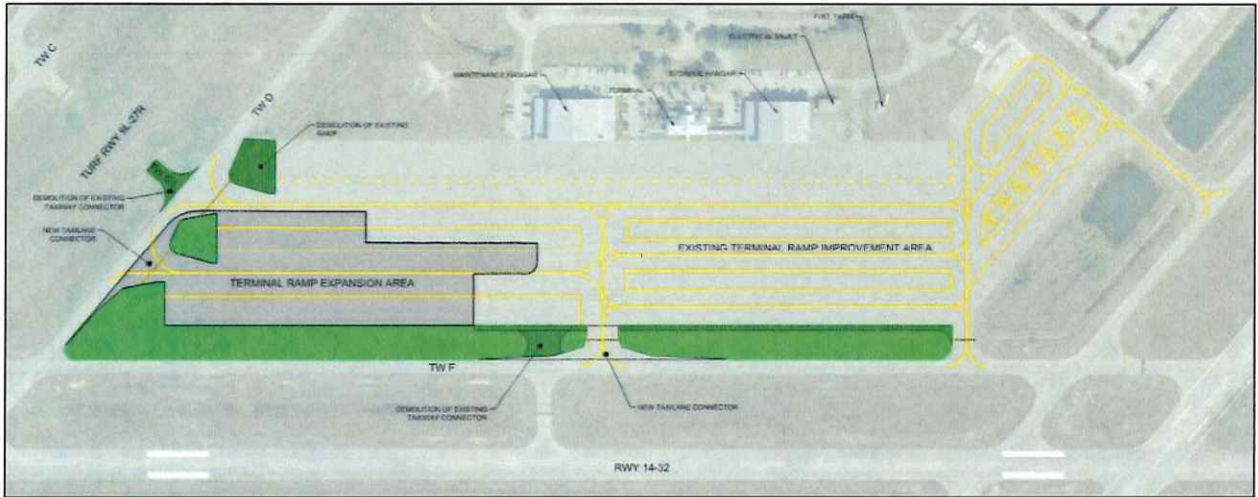 FUEL FARM
TW C
ELECTRICAL VAULT
MAINTENANCE HANGAR
STORAGE HANGAR
TERMINAL
TW D
TURF RWY 9L-27R
DEMOLITION OF EXISTING
RAMP
DEMOLITION OF EXISTING
TAXIWAY CONNECTOR
NEW TAXILANE
CONNECTOR
EXISTING TERMINAL RAMP IMPROVEMENT AREA
TERMINAL RAMP EXPANSION AREA
TW F
DEMOLITION OF EXISTING
TAXIWAY CONNECTOR
NEW TAXILANE CONNECTOR
RWY 14-32